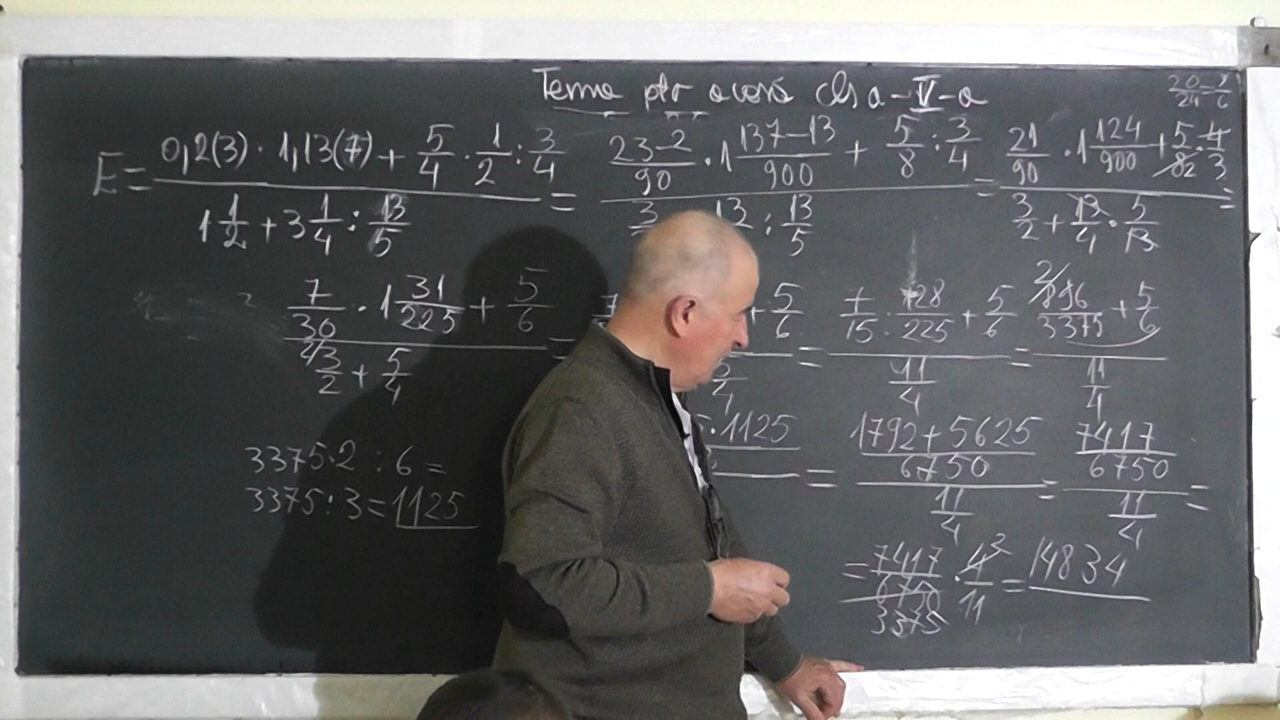 Tema ptr acasă cls a-V-a
20/24 = 5/6
E = (0,2(3) · 1,13(7) + 5/4 · 1/2 : 3/4) / (1 1/2 + 3 1/4 : 13/5) = ((23-2)/90 · 1 (137-13)/900 + 5/8 : 3/4) / (3/2 13 : 13/5) = (21/90 · 1 124/900 + 5/82 · 4/3) / (3/2 + 13/4 · 5/13) =
(7/30 · 1 31/225 + 5/6) / (3/2 + 5/4) = + 5/6 = (7/15 · 128/225 + 5/6) / (11/4) = (896/3375 + 5/6) / (11/4)
· 1125 = ((1792 + 5625)/6750) / (11/4) = (7417/6750) / (11/4) =
3375 · 2 : 6 =
3375 : 3 = 1125
= 7417/6750 3375 · 4 2/11 = 14834